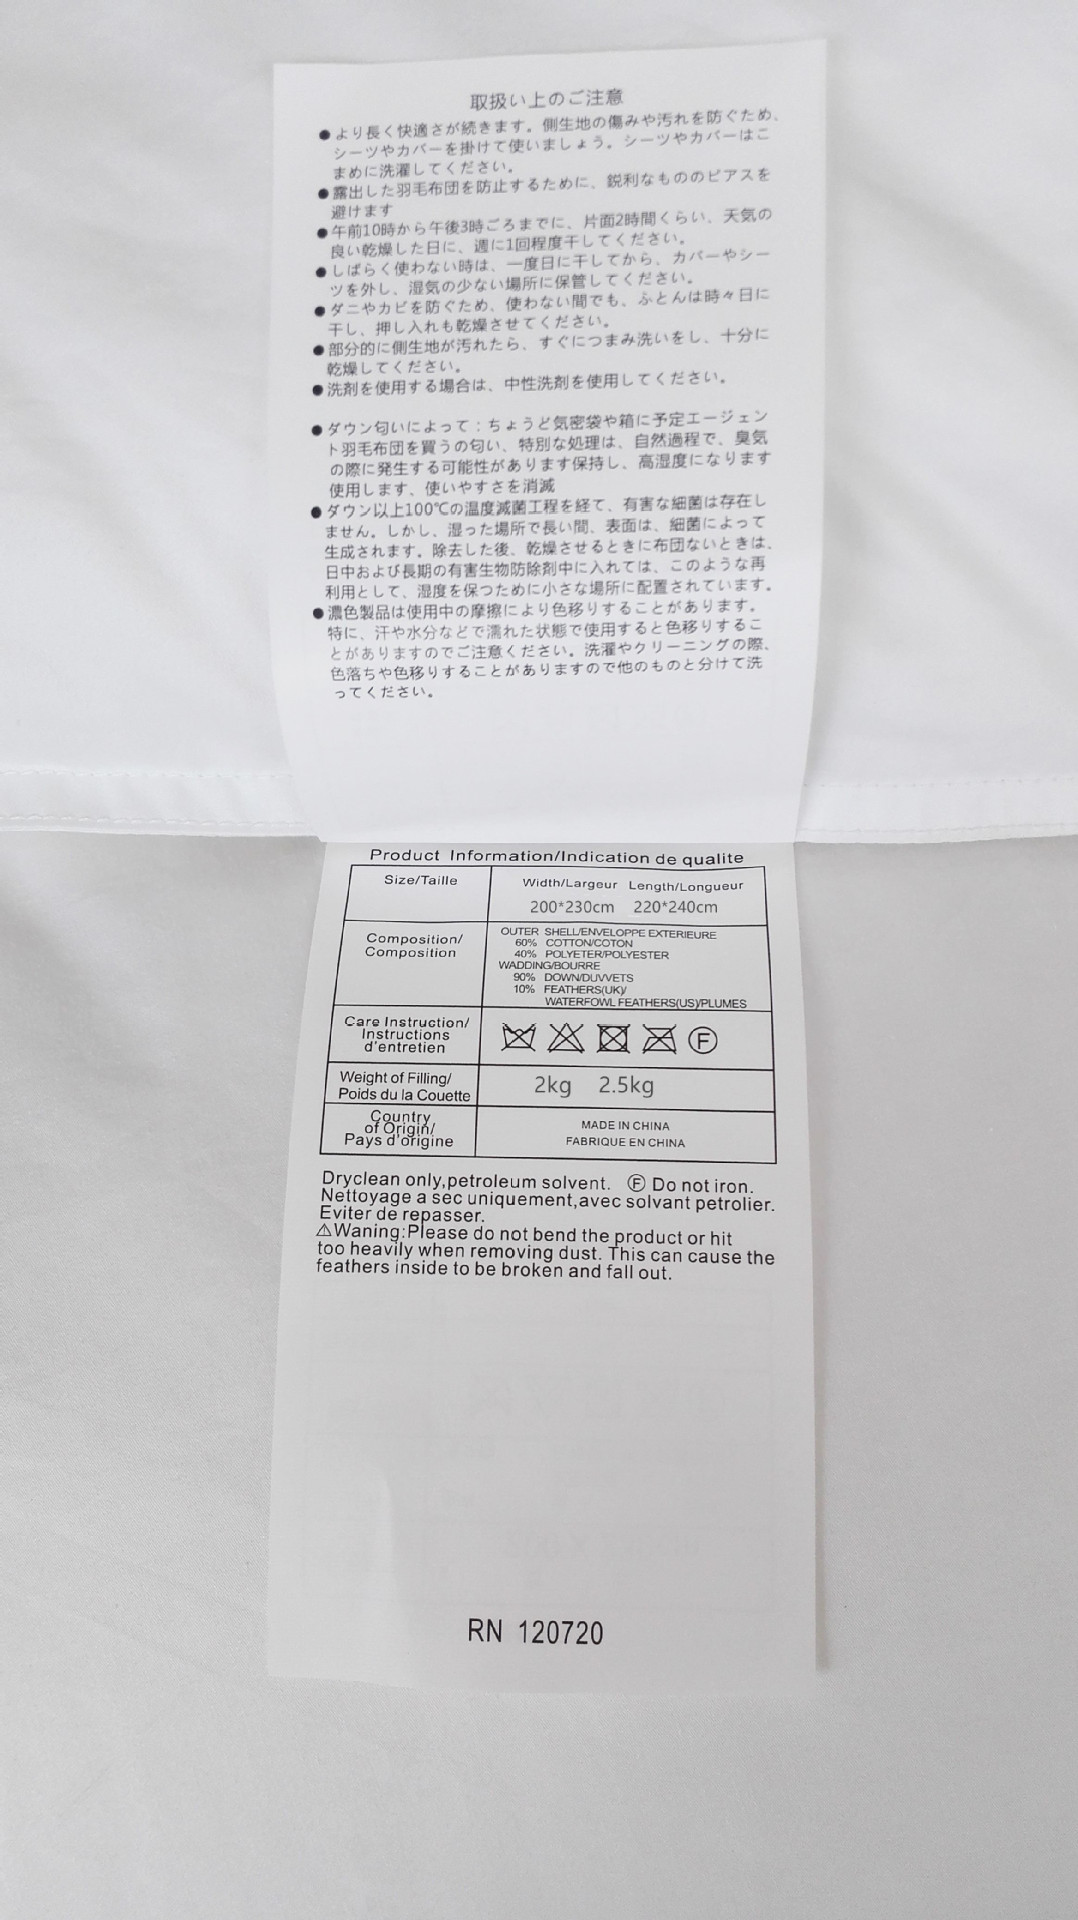 取扱い上のご注意
●より長く快適さが続きます。側生地の傷みや汚れを防ぐため、
シーツやカバーを掛けて使いましょう。シーツやカバーはこ
まめに洗濯してください。
●露出した羽毛布団を防止するために、鋭利なもののピアスを
避けます
●午前10時から午後3時ごろまでに、片面2時間くらい、天気の
良い乾燥した日に、週に1回程度干してください。
●しばらく使わない時は、一度日に干してから、カバーやシー
ツを外し、湿気の少ない場所に保管してください。
●ダニやカビを防ぐため、使わない間でも、ふとんは時々日に
干し、押し入れも乾燥させてください。
●部分的に側生地が汚れたら、すぐにつまみ洗いをし、十分に
乾燥してください。
●洗剤を使用する場合は、中性洗剤を使用してください。
●ダウン匂いによって：ちょうど気密袋や箱に予定エージェン
ト羽毛布団を買うの匂い、特別な処理は、自然過程で、臭気
の際に発生する可能性があります保持し、高湿度になります
使用します、使いやすさを消滅
●ダウン以上100℃の温度滅菌工程を経て、有害な細菌は存在し
ません。しかし、湿った場所で長い間、表面は、細菌によって
生成されます。除去した後、乾燥させるときに布団ないときは、
日中および長期の有害生物防除剤中に入れては、このような再
利用として、湿度を保つために小さな場所に配置されています。
●濃色製品は使用中の摩擦により色移りすることがあります。
特に、汗や水分などで濡れた状態で使用すると色移りするこ
とがありますのでご注意ください。洗濯やクリーニングの際、
色落ちや色移りすることがありますので他のものと分けて洗
ってください。
Product Information/Indication de qualite
Size/Taille
Width/Largeur Length/Longueur
200*230cm 220*240cm
Composition/
Composition
OUTER SHELL/ENVELOPPE EXTERIEURE
60% COTTON/COTON
40% POLYETER/POLYESTER
WADDING/BOURRE
90% DOWN/DUVVETS
10% FEATHERS(UK)/
WATERFOWL FEATHERS(US)/PLUMES
Care Instruction/
Instructions
d'entretien
F
Weight of Filling/
Poids du la Couette
2kg 2.5kg
Country
of Origin/
Pays d'origine
MADE IN CHINA
FABRIQUE EN CHINA
Dryclean only,petroleum solvent. Ⓕ Do not iron.
Nettoyage a sec uniquement,avec solvant petrolier.
Eviter de repasser.
⚠Waning:Please do not bend the product or hit
too heavily when removing dust. This can cause the
feathers inside to be broken and fall out.
RN 120720